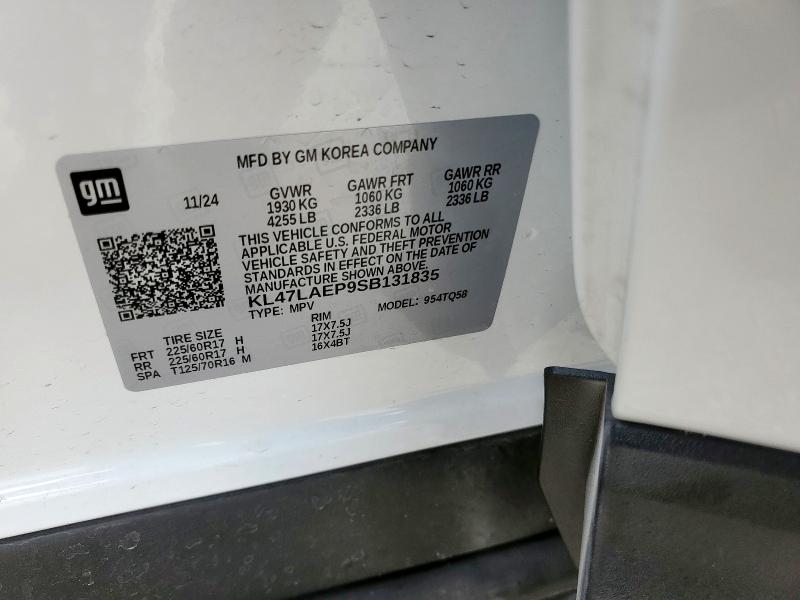 gm
MFD BY GM KOREA COMPANY
11/24
GVWR GAWR FRT GAWR RR
1930 KG 1060 KG 1060 KG
4255 LB 2336 LB 2336 LB
THIS VEHICLE CONFORMS TO ALL
APPLICABLE U.S. FEDERAL MOTOR
VEHICLE SAFETY AND THEFT PREVENTION
STANDARDS IN EFFECT ON THE DATE OF
MANUFACTURE SHOWN ABOVE.
KL47LAEP9SB131835
TYPE: MPV MODEL: 954TQ58
TIRE SIZE RIM
FRT 225/60R17 H 17X7.5J
RR 225/60R17 H 17X7.5J
SPA T125/70R16 M 16X4BT